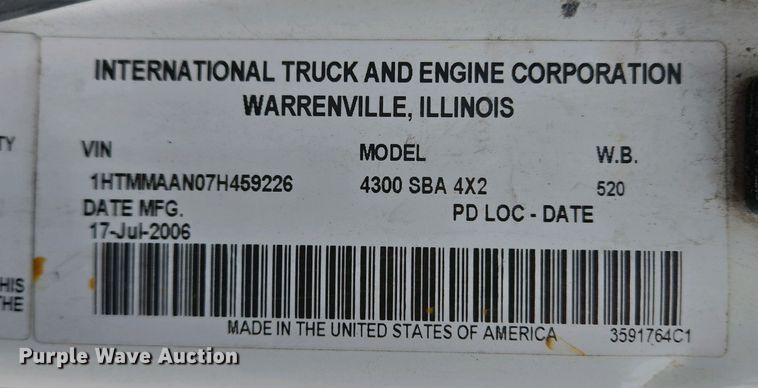 INTERNATIONAL TRUCK AND ENGINE CORPORATION
WARRENVILLE, ILLINOIS
TY
VIN MODEL W.B.
1HTMMAAN07H459226 4300 SBA 4X2 520
DATE MFG. PD LOC - DATE
17-Jul-2006
HIS
THE
MADE IN THE UNITED STATES OF AMERICA 3591764C1
Purple Wave Auction